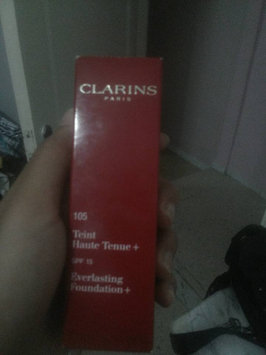 CLARINS
PARIS
105
Teint
Haute Tenue+
SPF 15
Everlasting
Foundation+